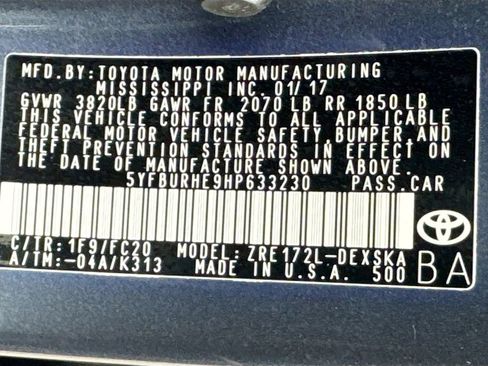 MFD.BY:TOYOTA MOTOR MANUFACTURING
MISSISSIPPI INC. 01/17
GVWR 3820LB GAWR FR 2070 LB RR 1850LB
THIS VEHICLE CONFORMS TO ALL APPLICABLE
FEDERAL MOTOR VEHICLE SAFETY, BUMPER, AND
THEFT PREVENTION STANDARDS IN EFFECT ON THE
DATE OF MANUFACTURE SHOWN ABOVE.
5YFBURHE9HP633230 PASS.CAR
C/TR:1F9/FC20 MODEL:ZRE172L-DEXSKA
A/TM:-04A/K313 MADE IN U.S.A. 500
BA